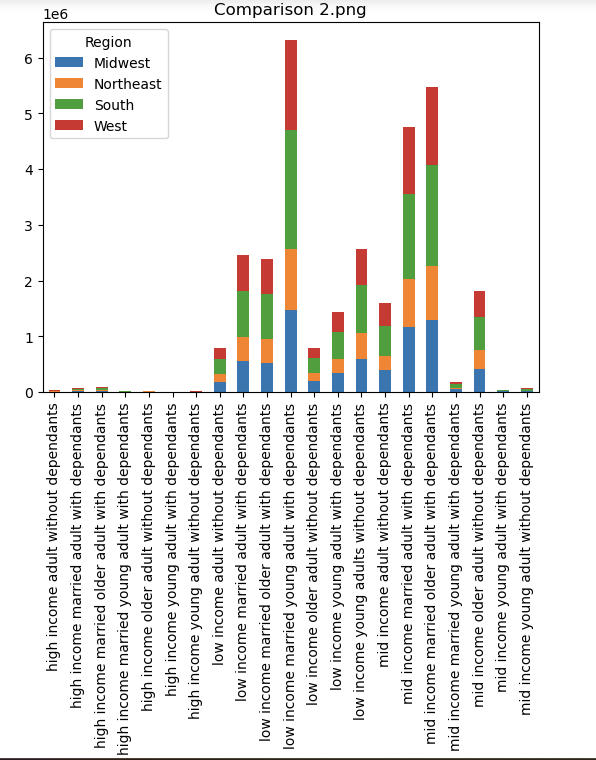 Comparison 2.png
1e6
Region
Midwest
Northeast
South
West
6
5
4
3
2
1
0
high income adult without dependants
high income married adult with dependants
high income married older adult with dependants
high income married young adult with dependants
high income older adult without dependants
high income young adult with dependants
high income young adult without dependants
low income adult without dependants
low income married adult with dependants
low income married older adult with dependants
low income married young adult with dependants
low income older adult without dependants
low income young adult with dependants
low income young adults without dependants
mid income adult without dependants
mid income married adult with dependants
mid income married older adult with dependants
mid income married young adult with dependants
mid income older adult without dependants
mid income young adult with dependants
mid income young adult without dependants